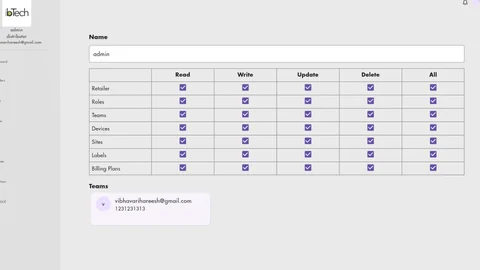 bTech
admin
distributor
Name
admin
Read Write Update Delete All
Retailer
Roles
Teams
Devices
Sites
Labels
Billing Plans
Teams
v
vibhavarihareesh@gmail.com
1231231313